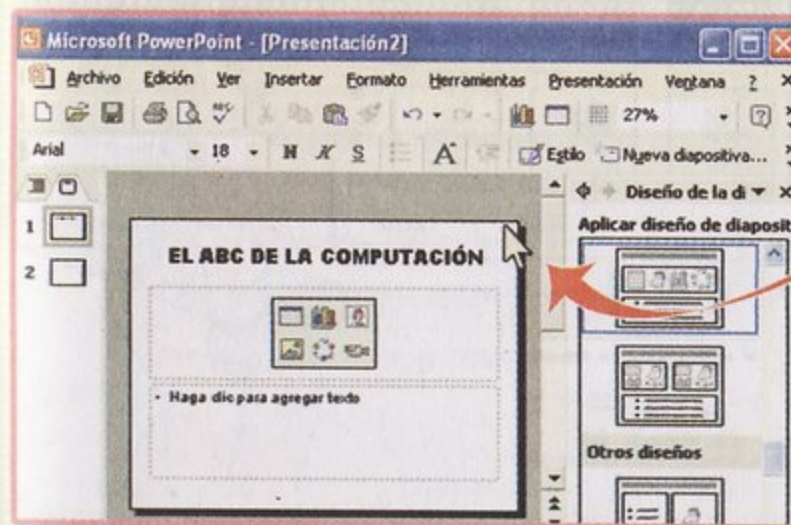 Microsoft PowerPoint - [Presentación2]
Archivo Edición Ver Insertar Formato Herramientas Presentación Ventana ?
27%
Arial 18 N K S A Estilo Nueva diapositiva...
Diseño de la di
Aplicar diseño de diaposit
1
2
EL ABC DE LA COMPUTACIÓN
• Haga clic para agregar texto
Otros diseños